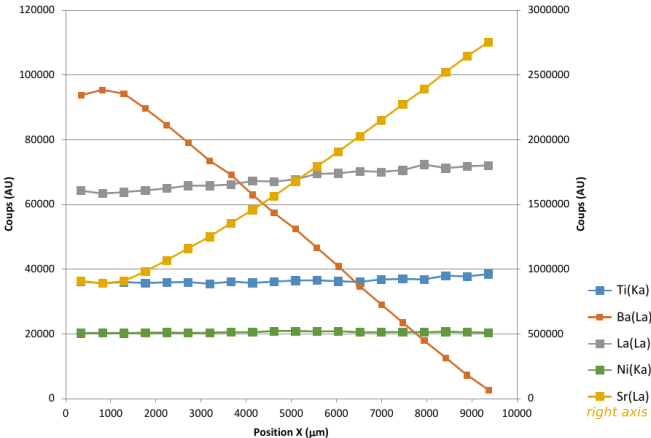 120000
100000
80000
60000
40000
20000
0
Coups (AU)
3000000
2500000
2000000
1500000
1000000
500000
0
Coups (AU)
0 1000 2000 3000 4000 5000 6000 7000 8000 9000 10000
Position X (µm)
Ti(Ka)
Ba(La)
La(La)
Ni(Ka)
Sr(La)
right axis